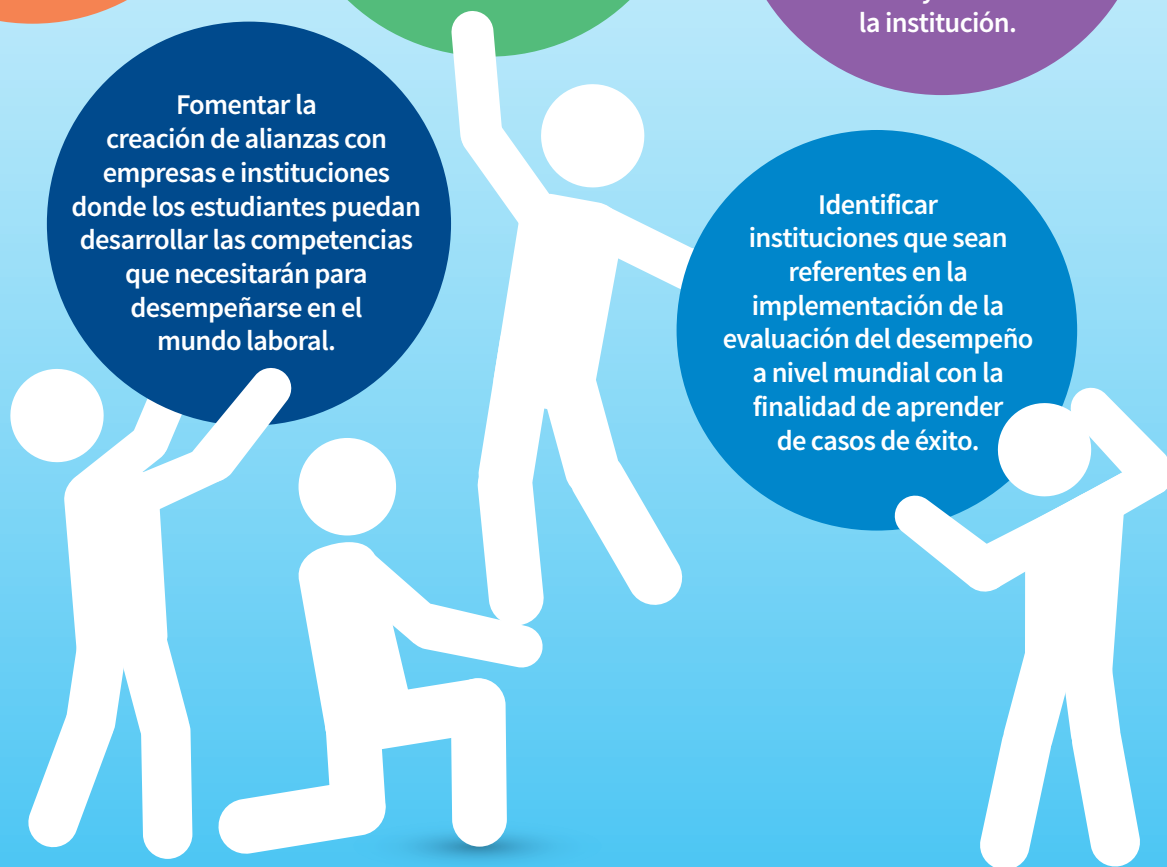 la institución.
Fomentar la
creación de alianzas con
empresas e instituciones
donde los estudiantes puedan
desarrollar las competencias
que necesitarán para
desempeñarse en el
mundo laboral.
Identificar
instituciones que sean
referentes en la
implementación de la
evaluación del desempeño
a nivel mundial con la
finalidad de aprender
de casos de éxito.